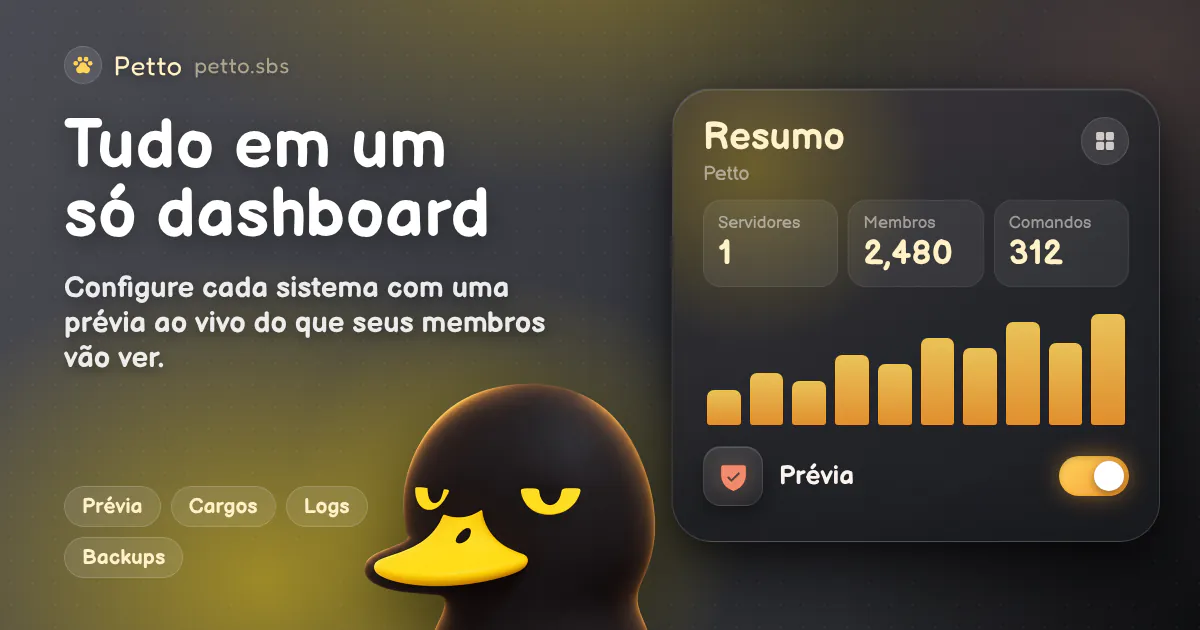 Petto petto.sbs
Tudo em um
só dashboard
Configure cada sistema com uma
prévia ao vivo do que seus membros
vão ver.
Prévia
Cargos
Logs
Backups
Resumo
Petto
Servidores
1
Membros
2,480
Comandos
312
Prévia